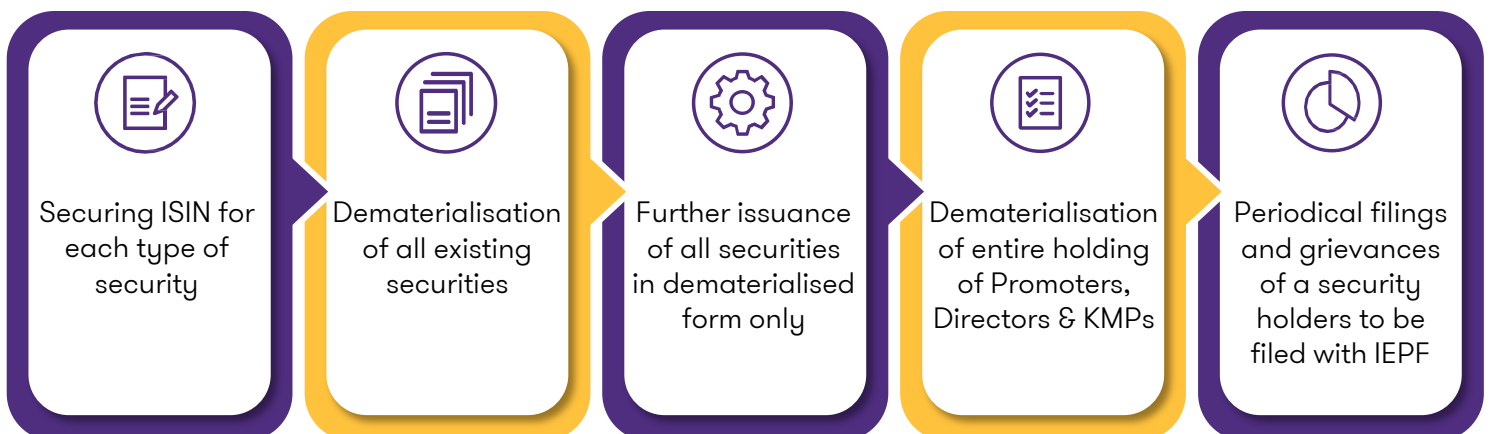 Securing ISIN for
each type of
security
Dematerialisation
of all existing
securities
Further issuance
of all securities
in dematerialised
form only
Dematerialisation
of entire holding
of Promoters,
Directors & KMPs
Periodical filings
and grievances
of a security
holders to be
filed with IEPF